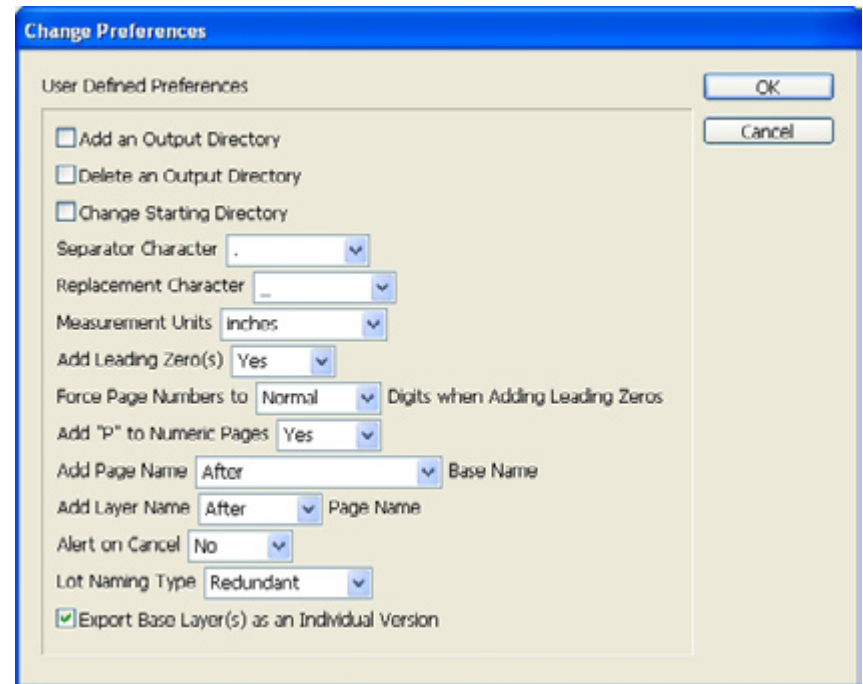 Change Preferences
User Defined Preferences
OK
Cancel
Add an Output Directory
Delete an Output Directory
Change Starting Directory
Separator Character .
Replacement Character _
Measurement Units inches
Add Leading Zero(s) Yes
Force Page Numbers to Normal Digits when Adding Leading Zeros
Add "P" to Numeric Pages Yes
Add Page Name After Base Name
Add Layer Name After Page Name
Alert on Cancel No
Lot Naming Type Redundant
Export Base Layer(s) as an Individual Version